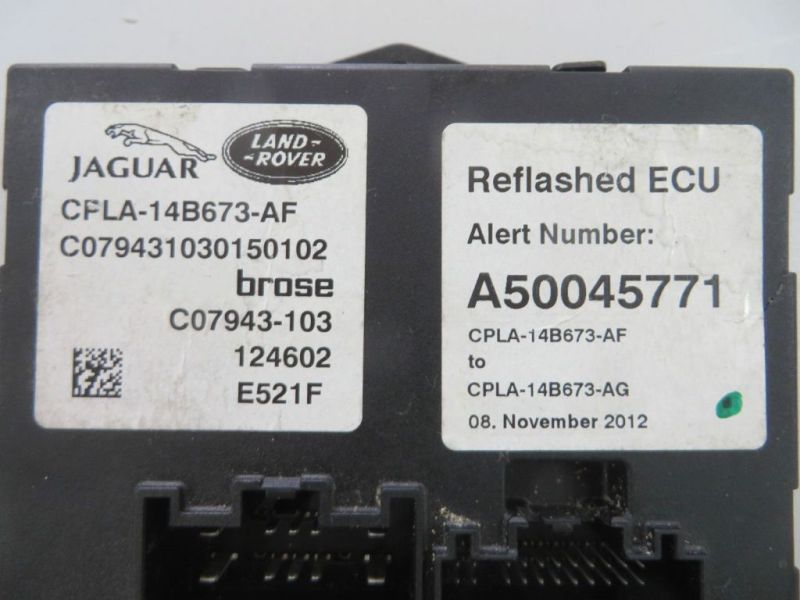 JAGUAR
LAND-
-ROVER
CPLA-14B673-AF
C079431030150102
brose
C07943-103
124602
E521F
Reflashed ECU
Alert Number:
A50045771
CPLA-14B673-AF
to
CPLA-14B673-AG
08. November 2012